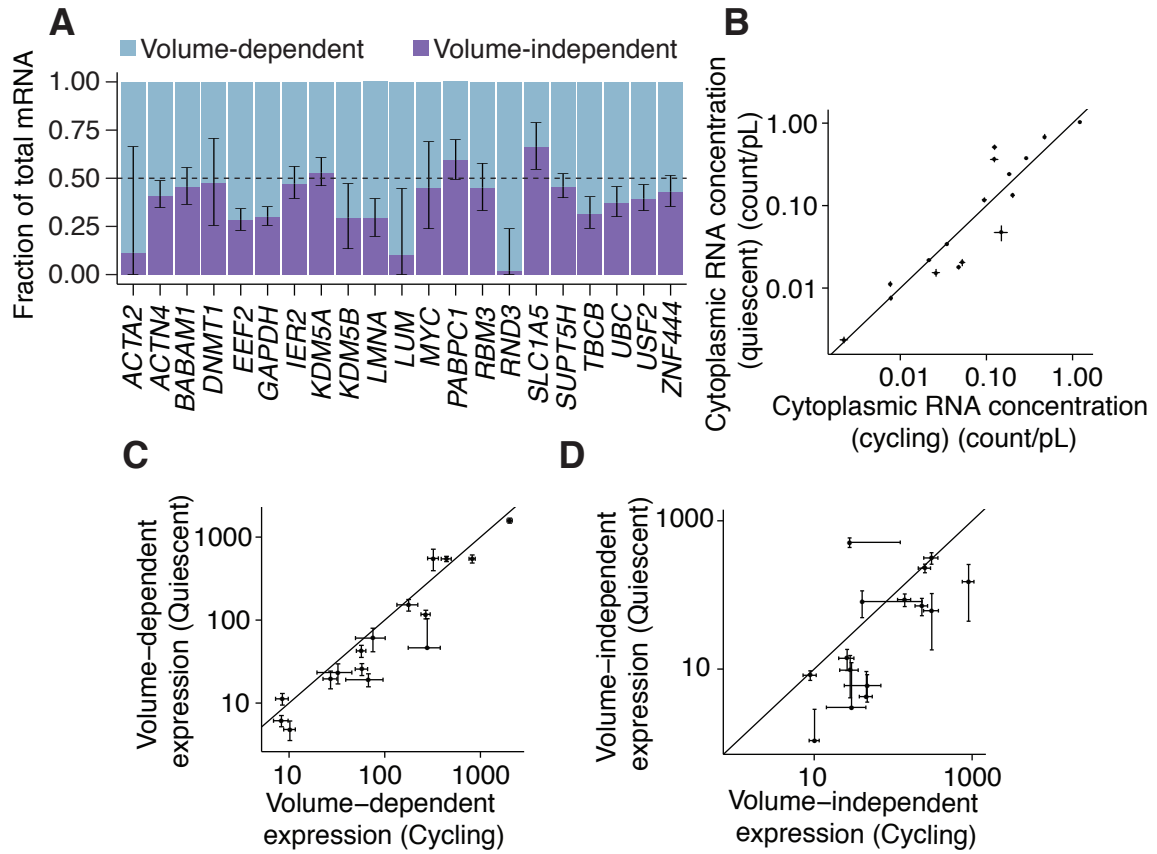 A
Volume-dependent
Volume-independent
Fraction of total mRNA
1.00
0.75
0.50
0.25
0.00
ACTA2
ACTN4
BABAM1
DNMT1
EEF2
GAPDH
IER2
KDM5A
KDM5B
LMNA
LUM
MYC
PABPC1
RBM3
RND3
SLC1A5
SUPT5H
TBCB
UBC
USF2
ZNF444
B
Cytoplasmic RNA concentration
(quiescent) (count/pL)
1.00
0.10
0.01
0.01
0.10
1.00
Cytoplasmic RNA concentration
(cycling) (count/pL)
C
Volume−dependent
expression (Quiescent)
1000
100
10
10
100
1000
Volume−dependent
expression (Cycling)
D
Volume−independent
expression (Quiescent)
1000
10
10
1000
Volume−independent
expression (Cycling)